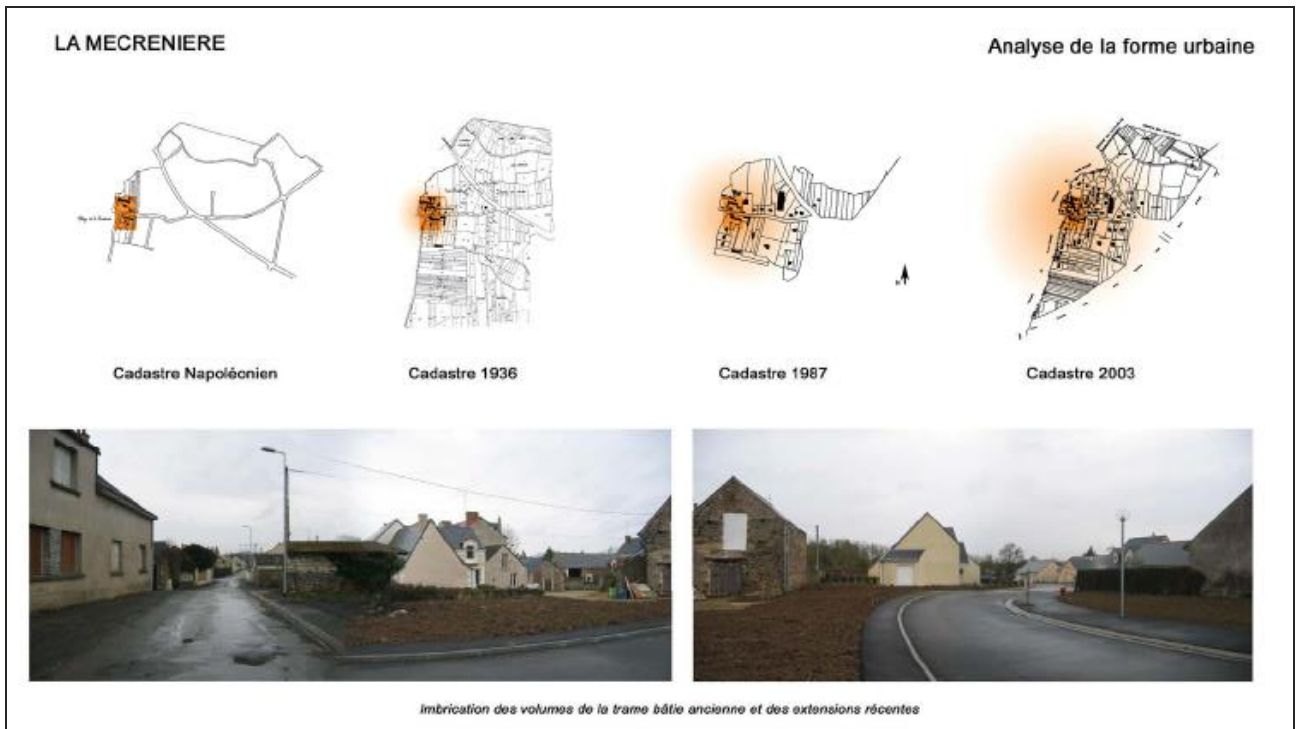 LA MECRENIERE
Analyse de la forme urbaine
Cadastre Napoléonien
Cadastre 1936
Cadastre 1987
Cadastre 2003
Imbrication des volumes de la trame bâtie ancienne et des extensions récentes